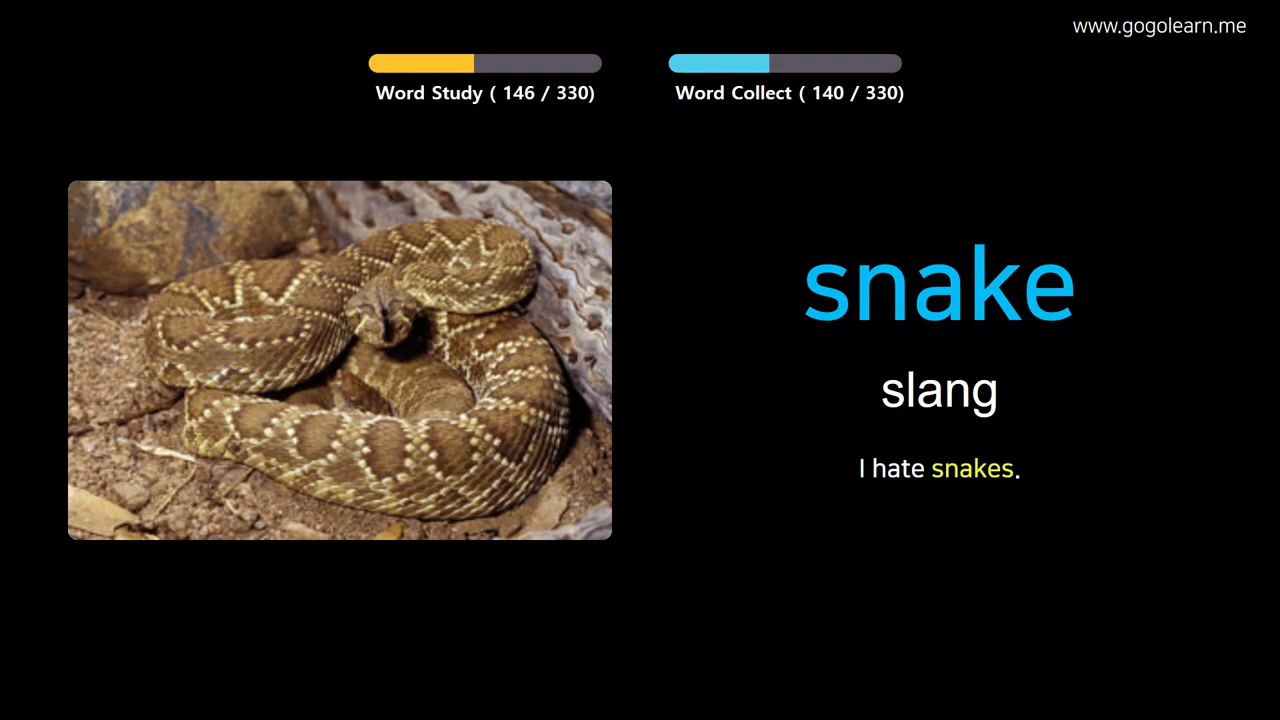 www.gogolearn.me
Word Study ( 146 / 330)
Word Collect ( 140 / 330)
snake
slang
I hate snakes.